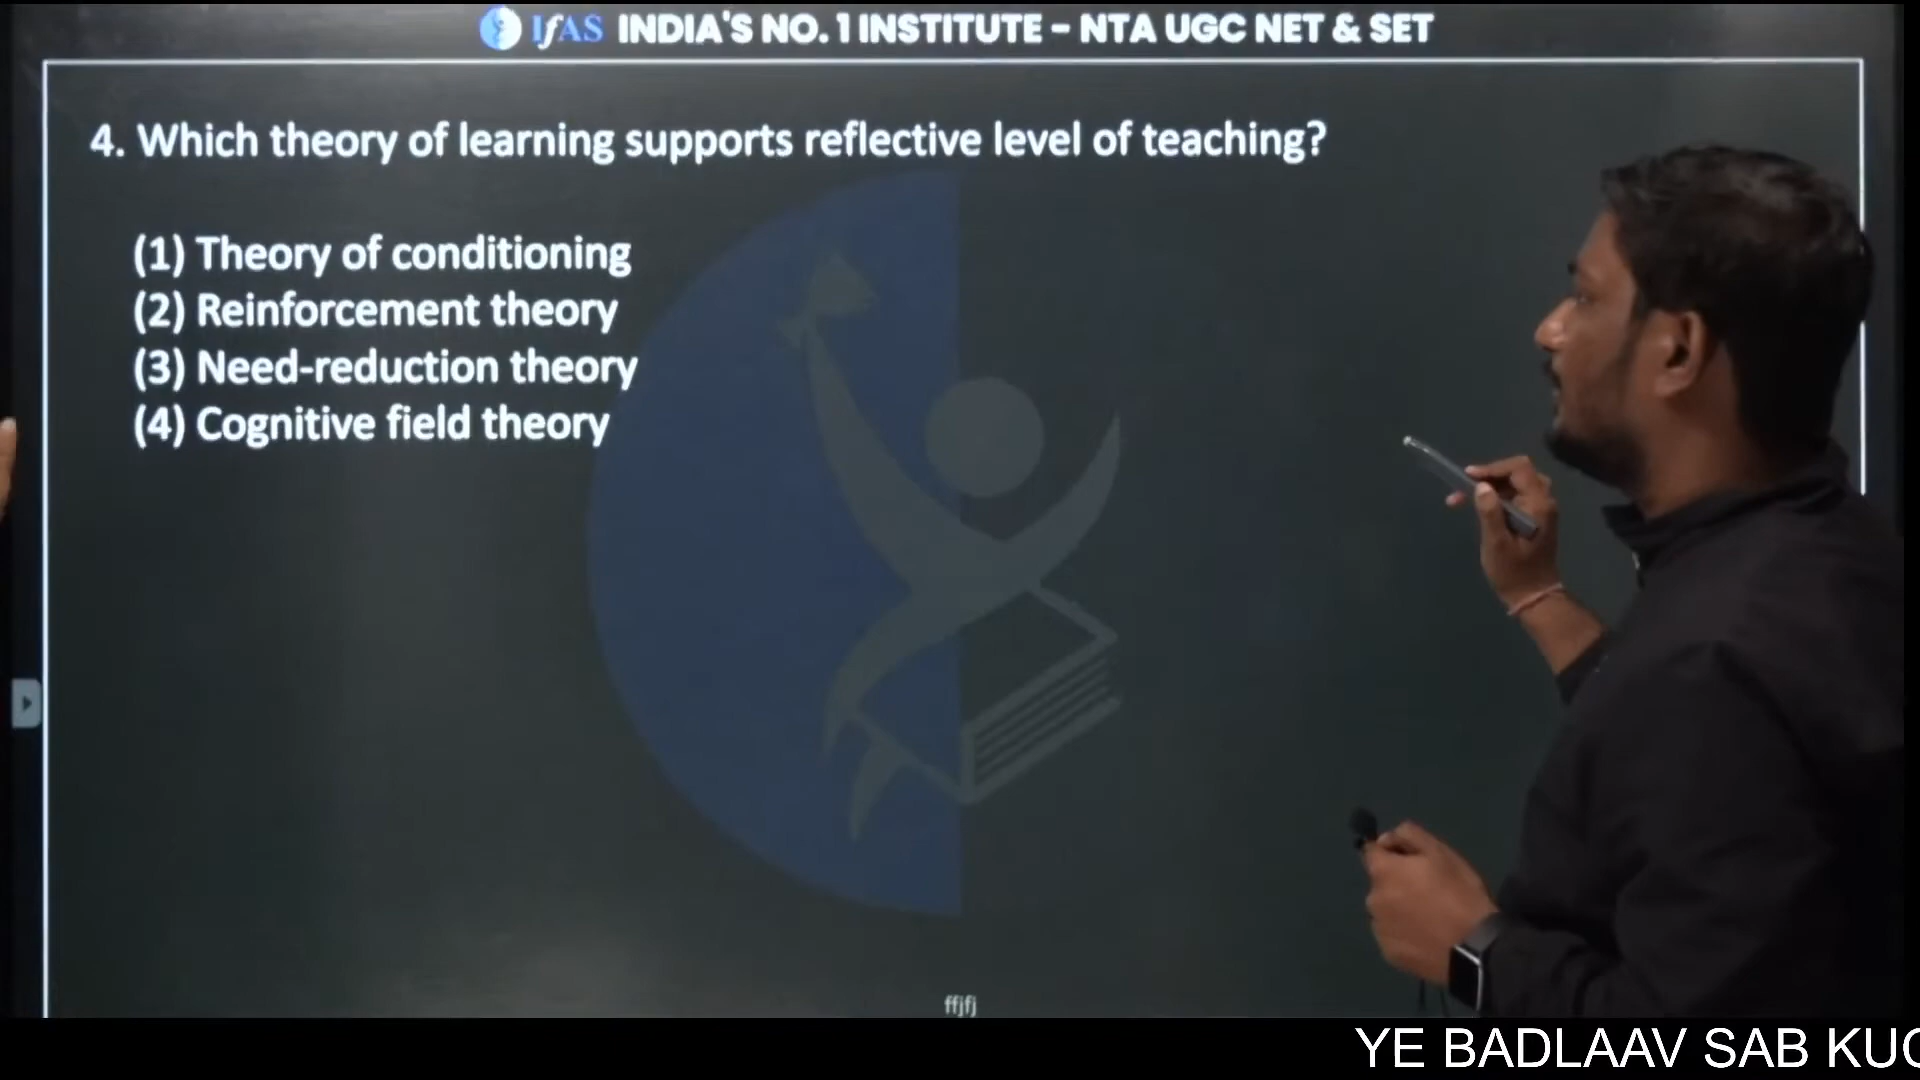 IfAS INDIA'S NO. 1 INSTITUTE - NTA UGC NET & SET
4. Which theory of learning supports reflective level of teaching?
(1) Theory of conditioning
(2) Reinforcement theory
(3) Need-reduction theory
(4) Cognitive field theory
ffjfj
YE BADLAAV SAB